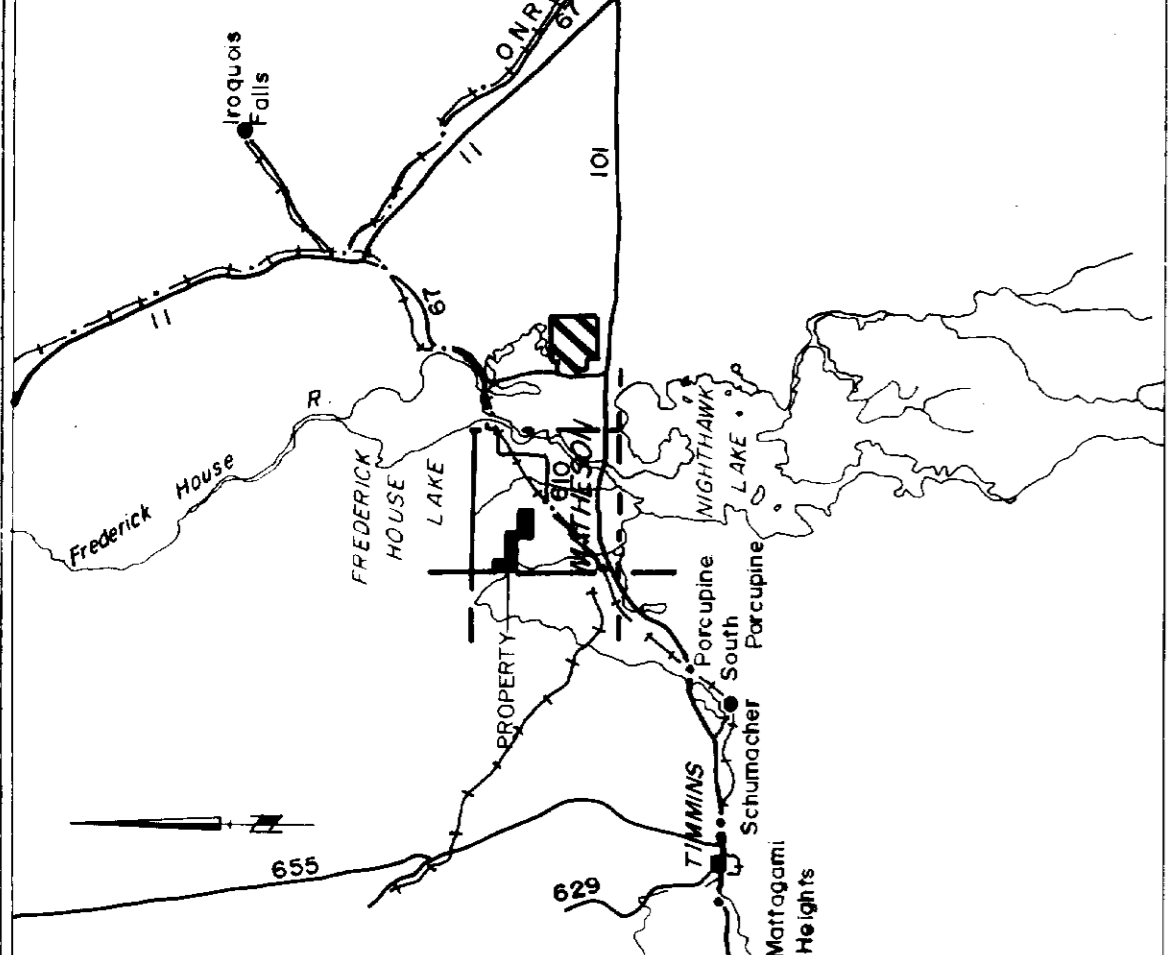 Iroquois
Falls
ONR
67
11
101
11
67
R.
Frederick House
FREDERICK
HOUSE
LAKE
610
MATHESON
NIGHTHAWK
LAKE
PROPERTY
Porcupine
South
Porcupine
Schumacher
TIMMINS
655
629
Mattagami
Heights
N